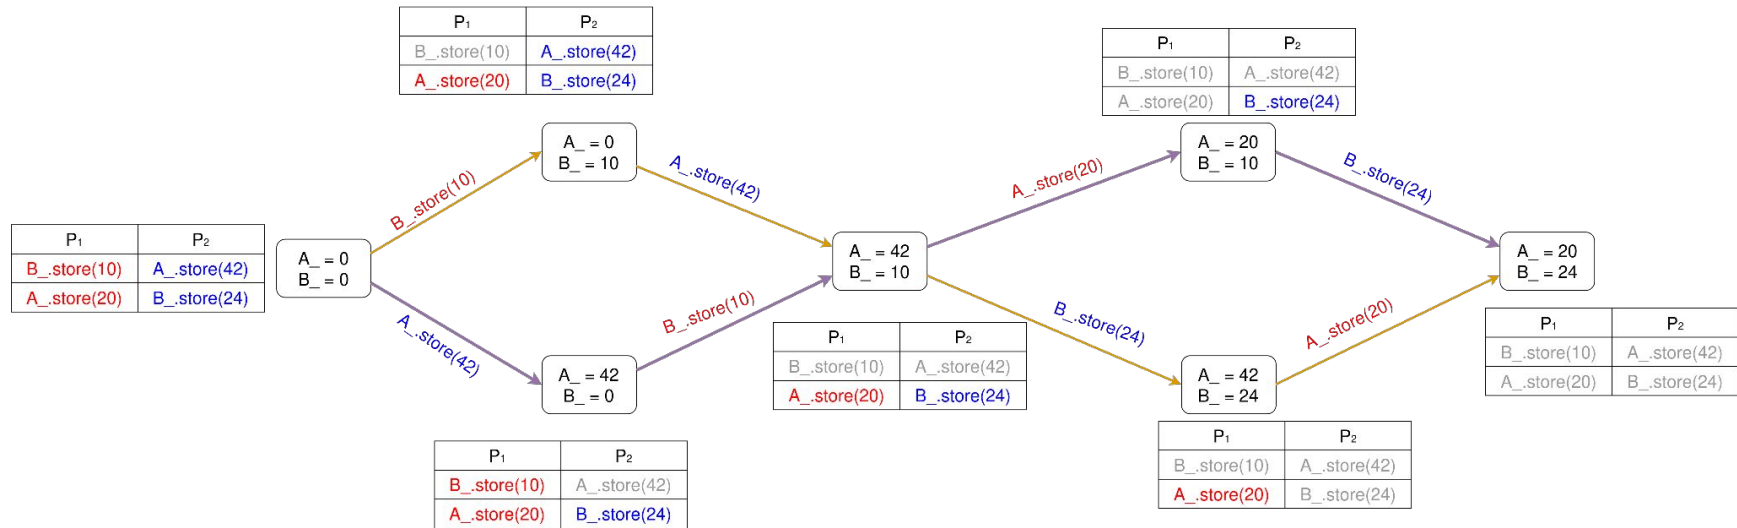 P₁ P₂
B_.store(10) A_.store(42)
A_.store(20) B_.store(24)
P₁ P₂
B_.store(10) A_.store(42)
A_.store(20) B_.store(24)
A_ = 0
B_ = 10
A_ = 20
B_ = 10
B_.store(10)
A_.store(42)
A_.store(20)
B_.store(24)
P₁ P₂
B_.store(10) A_.store(42)
A_.store(20) B_.store(24)
A_ = 0
B_ = 0
A_ = 42
B_ = 10
A_ = 20
B_ = 24
A_.store(42)
B_.store(10)
B_.store(24)
A_.store(20)
P₁ P₂
B_.store(10) A_.store(42)
A_.store(20) B_.store(24)
P₁ P₂
B_.store(10) A_.store(42)
A_.store(20) B_.store(24)
A_ = 42
B_ = 0
A_ = 42
B_ = 24
P₁ P₂
B_.store(10) A_.store(42)
A_.store(20) B_.store(24)
P₁ P₂
B_.store(10) A_.store(42)
A_.store(20) B_.store(24)